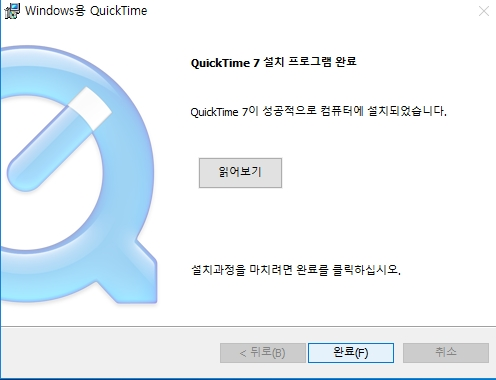 Windows용 QuickTime
QuickTime 7 설치 프로그램 완료
QuickTime 7이 성공적으로 컴퓨터에 설치되었습니다.
읽어보기
설치과정을 마치려면 완료를 클릭하십시오.
< 뒤로(B)
완료(F)
취소